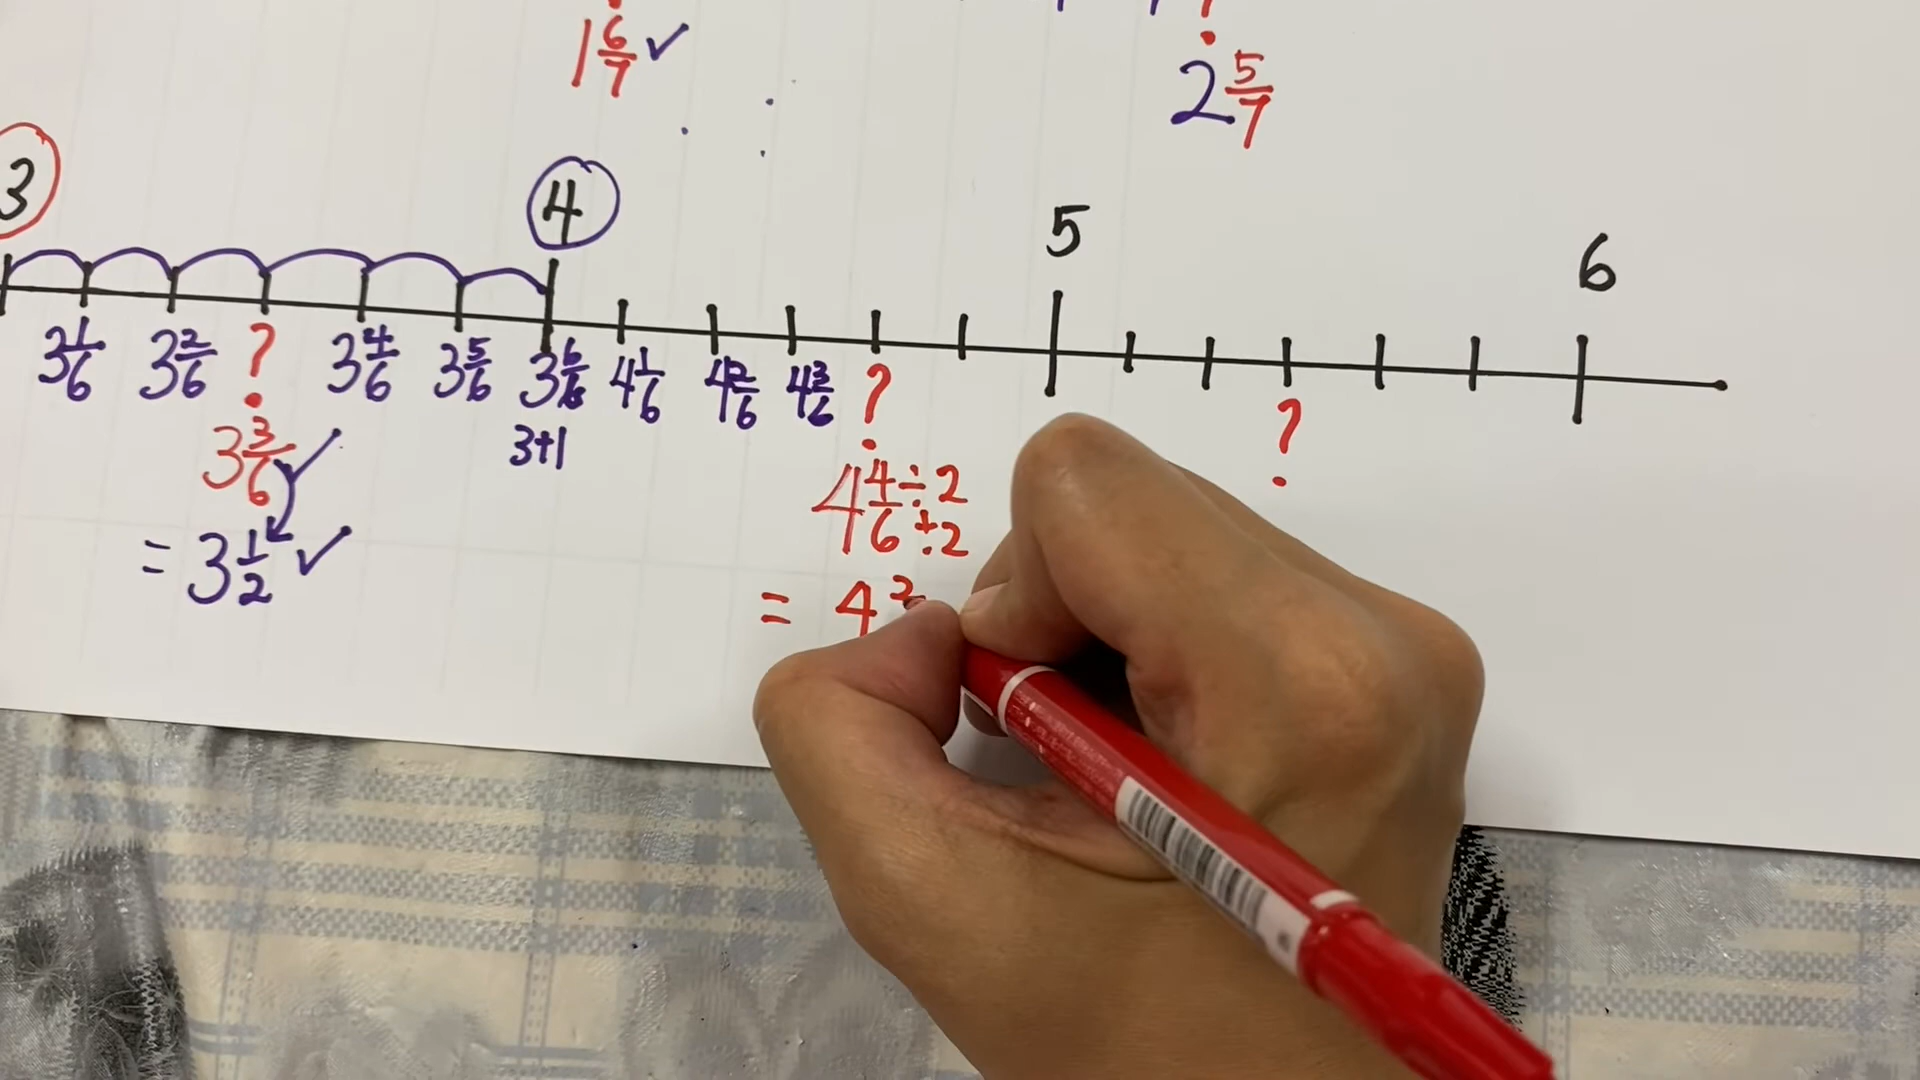 1 6/7 ✓
2 5/7
3 4 5 6
3 1/6 3 2/6 ? 3 4/6 3 5/6 3 6/6 4 1/6 4 2/6 4 3/6 ? ?
3+1
3 3/6 ✓
4 4/6 ÷2 ÷2
= 3 1/2 ✓
= 4 2